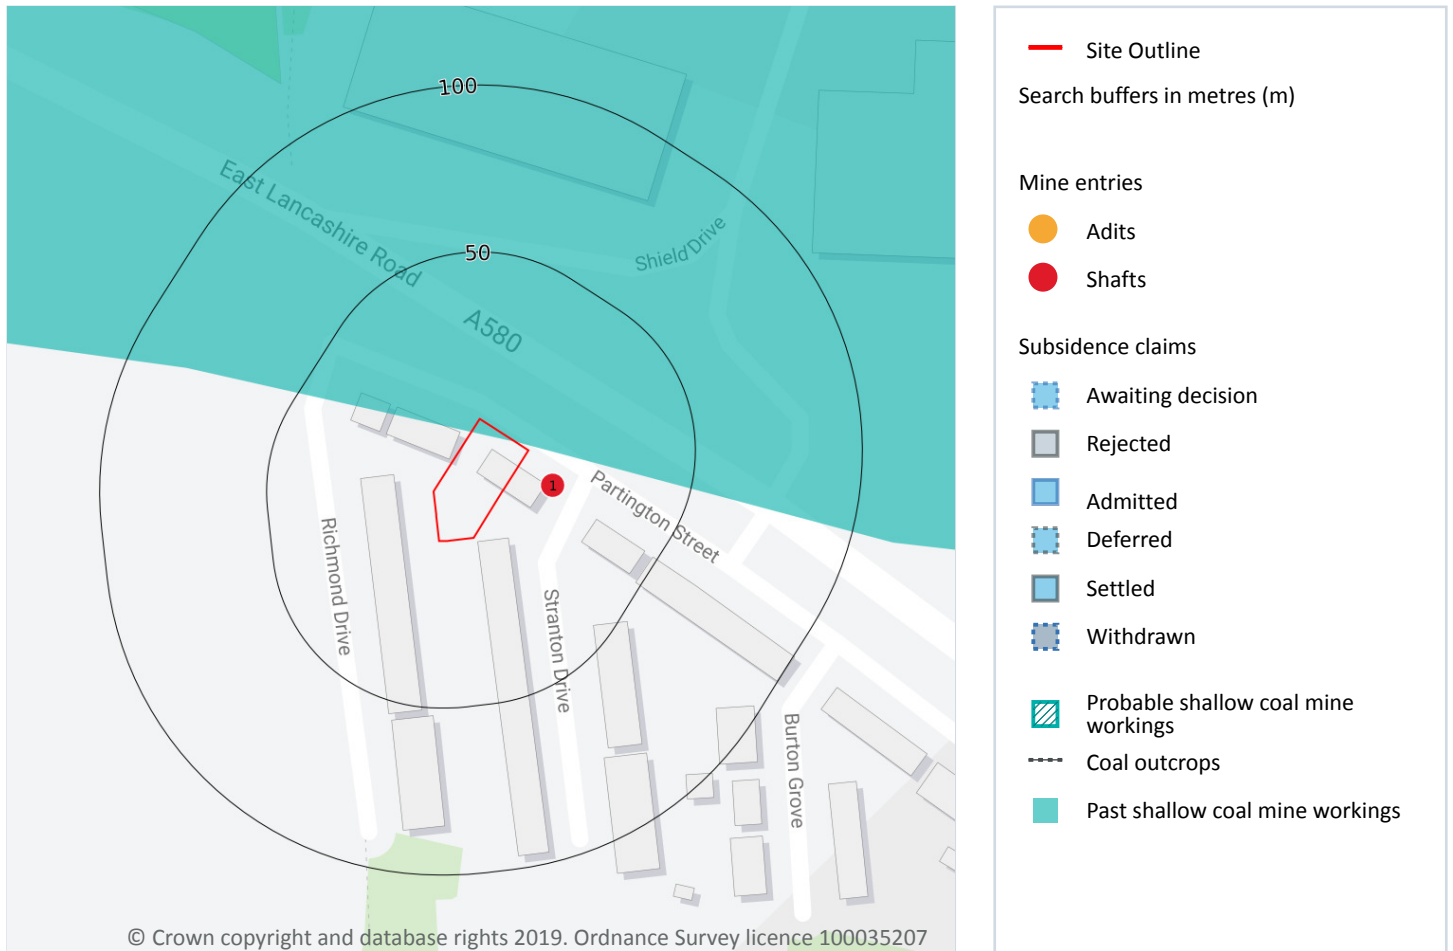 100
50
East Lancashire Road
A580
Shield Drive
1
Partington Street
Richmond Drive
Stranton Drive
Burton Grove
© Crown copyright and database rights 2019. Ordnance Survey licence 100035207
Site Outline
Search buffers in metres (m)
Mine entries
Adits
Shafts
Subsidence claims
Awaiting decision
Rejected
Admitted
Deferred
Settled
Withdrawn
Probable shallow coal mine
workings
Coal outcrops
Past shallow coal mine workings